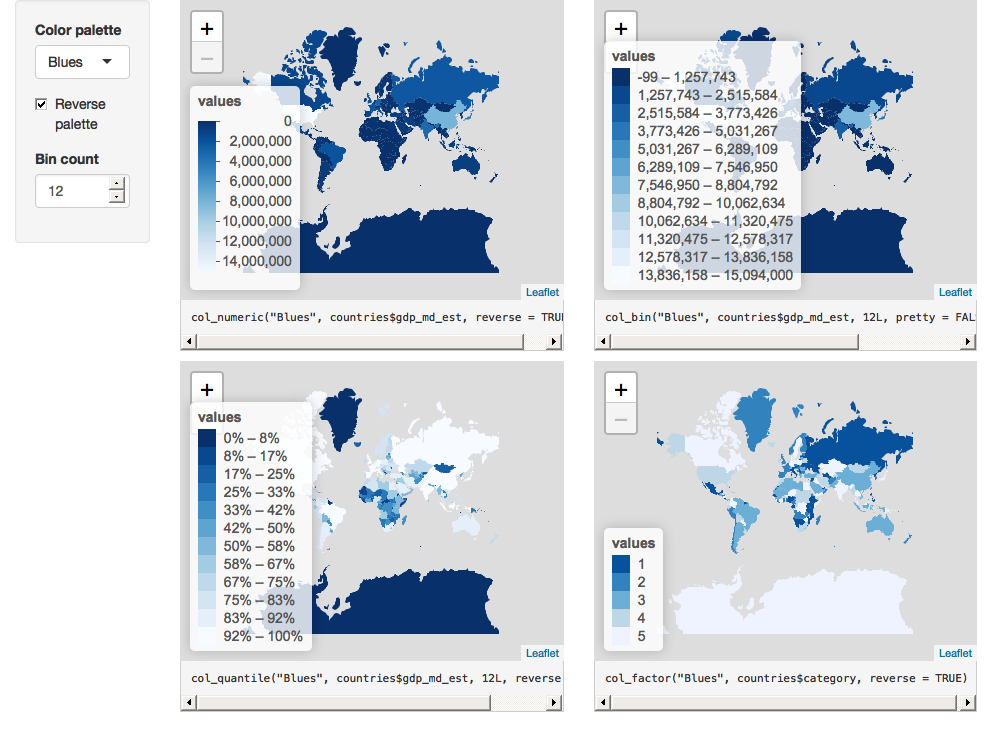 Color palette
Blues
Reverse
palette
Bin count
12
+
−
values
0
2,000,000
4,000,000
6,000,000
8,000,000
10,000,000
12,000,000
14,000,000
Leaflet
col_numeric("Blues", countries$gdp_md_est, reverse = TRU
+
values
-99 – 1,257,743
1,257,743 – 2,515,584
2,515,584 – 3,773,426
3,773,426 – 5,031,267
5,031,267 – 6,289,109
6,289,109 – 7,546,950
7,546,950 – 8,804,792
8,804,792 – 10,062,634
10,062,634 – 11,320,475
11,320,475 – 12,578,317
12,578,317 – 13,836,158
13,836,158 – 15,094,000
Leaflet
col_bin("Blues", countries$gdp_md_est, 12L, pretty = FAL
+
values
0% – 8%
8% – 17%
17% – 25%
25% – 33%
33% – 42%
42% – 50%
50% – 58%
58% – 67%
67% – 75%
75% – 83%
83% – 92%
92% – 100%
Leaflet
col_quantile("Blues", countries$gdp_md_est, 12L, reverse
+
−
values
1
2
3
4
5
Leaflet
col_factor("Blues", countries$category, reverse = TRUE)